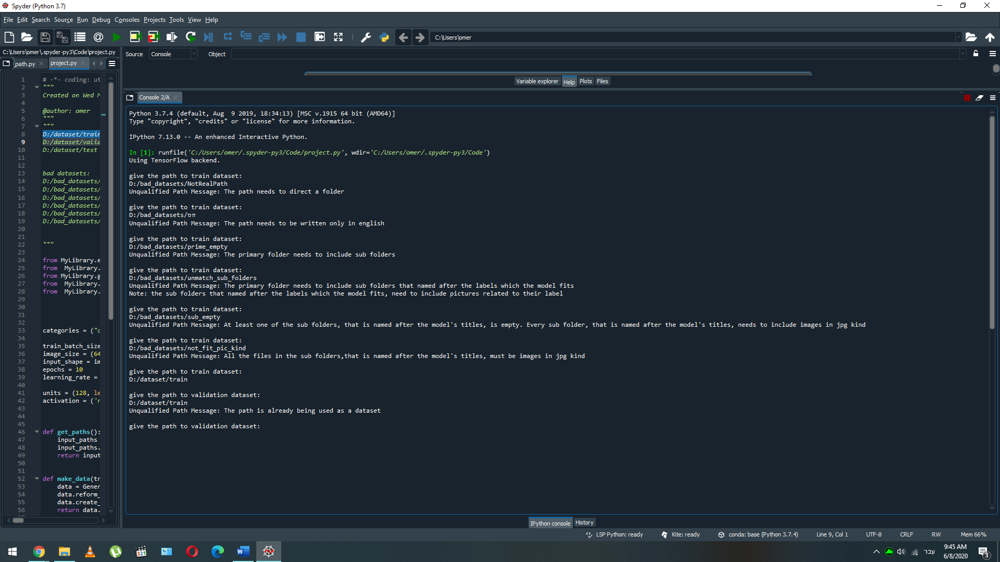 Spyder (Python 3.7)
File Edit Search Source Run Debug Consoles Projects Tools View Help
C:\Users\omer
C:\Users\omer\.spyder-py3\Code\project.py
path.py
project.py
Source Console Object
1 # -*- coding: ut
2 """
3 Created on Wed M
4
5 @author: omer
6 """
7 """
8 D:/dataset/train
9 D:/dataset/valid
10 D:/dataset/test
11
12
13 bad datasets:
14 D:/bad_datasets/
15 D:/bad_datasets/
16 D:/bad_datasets/
17 D:/bad_datasets/
18 D:/bad_datasets/
19 D:/bad_datasets/
20
21
22 """
23
24 from MyLibrary.e
25 from MyLibrary.
26 from MyLibrary.g
27 from MyLibrary.
28 from MyLibrary.
29
30
31
32
33 categories = ("c
34
35 train_batch_size
36 image_size = (64
37 input_shape = im
38 epochs = 10
39 learning_rate =
40
41 units = (128, le
42 activation = ('r
43
44
45
46 def get_paths():
47 input_paths
48 input_paths.
49 return input
50
51
52 def make_data(tr
53 data = Gener
54 data.reform_
55 data.create_
56 return data.
Variable explorer Help Plots Files
Console 2/A
Python 3.7.4 (default, Aug  9 2019, 18:34:13) [MSC v.1915 64 bit (AMD64)]
Type "copyright", "credits" or "license" for more information.
IPython 7.13.0 -- An enhanced Interactive Python.
In [1]: runfile('C:/Users/omer/.spyder-py3/Code/project.py', wdir='C:/Users/omer/.spyder-py3/Code')
Using TensorFlow backend.
give the path to train dataset:
D:/bad_datasets/NotRealPath
Unqualified Path Message: The path needs to direct a folder
give the path to train dataset:
Unqualified Path Message: The path needs to be written only in english
give the path to train dataset:
D:/bad_datasets/prime_empty
Unqualified Path Message: The primary folder needs to include sub folders
give the path to train dataset:
D:/bad_datasets/unmatch_sub_folders
Unqualified Path Message: The primary folder needs to include sub folders that named after the labels which the model fits
Note: the sub folders that named after the labels which the model fits, need to include pictures related to their label
give the path to train dataset:
D:/bad_datasets/sub_empty
Unqualified Path Message: At least one of the sub folders, that is named after the model's titles, is empty. Every sub folder, that is named after the model's titles, needs to include images in jpg kind
give the path to train dataset:
D:/bad_datasets/not_fit_pic_kind
Unqualified Path Message: All the files in the sub folders,that is named after the model's titles, must be images in jpg kind
give the path to train dataset:
D:/dataset/train
give the path to validation dataset:
D:/dataset/train
Unqualified Path Message: The path is already being used as a dataset
give the path to validation dataset:
IPython console History
LSP Python: ready Kite: ready conda: base (Python 3.7.4) Line 9, Col 1 UTF-8 CRLF RW Mem 66%
321
עבר
9:45 AM
6/8/2020
3